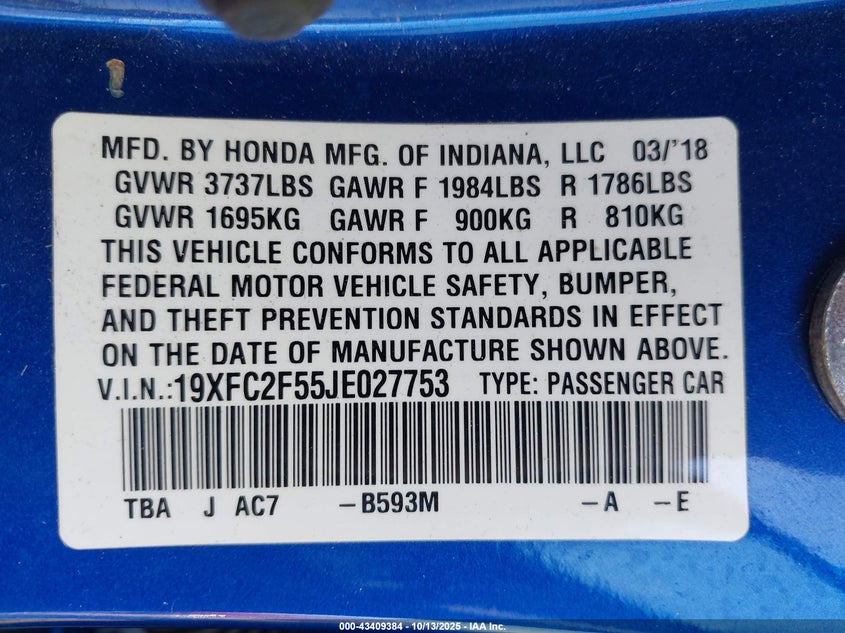 MFD. BY HONDA MFG. OF INDIANA, LLC 03/'18
GVWR 3737LBS GAWR F 1984LBS R 1786LBS
GVWR 1695KG GAWR F 900KG R 810KG
THIS VEHICLE CONFORMS TO ALL APPLICABLE
FEDERAL MOTOR VEHICLE SAFETY, BUMPER,
AND THEFT PREVENTION STANDARDS IN EFFECT
ON THE DATE OF MANUFACTURE SHOWN ABOVE.
V.I.N.:19XFC2F55JE027753 TYPE: PASSENGER CAR
TBA J AC7 -B593M -A -E
000-43409384 - 10/13/2025 - IAA Inc.